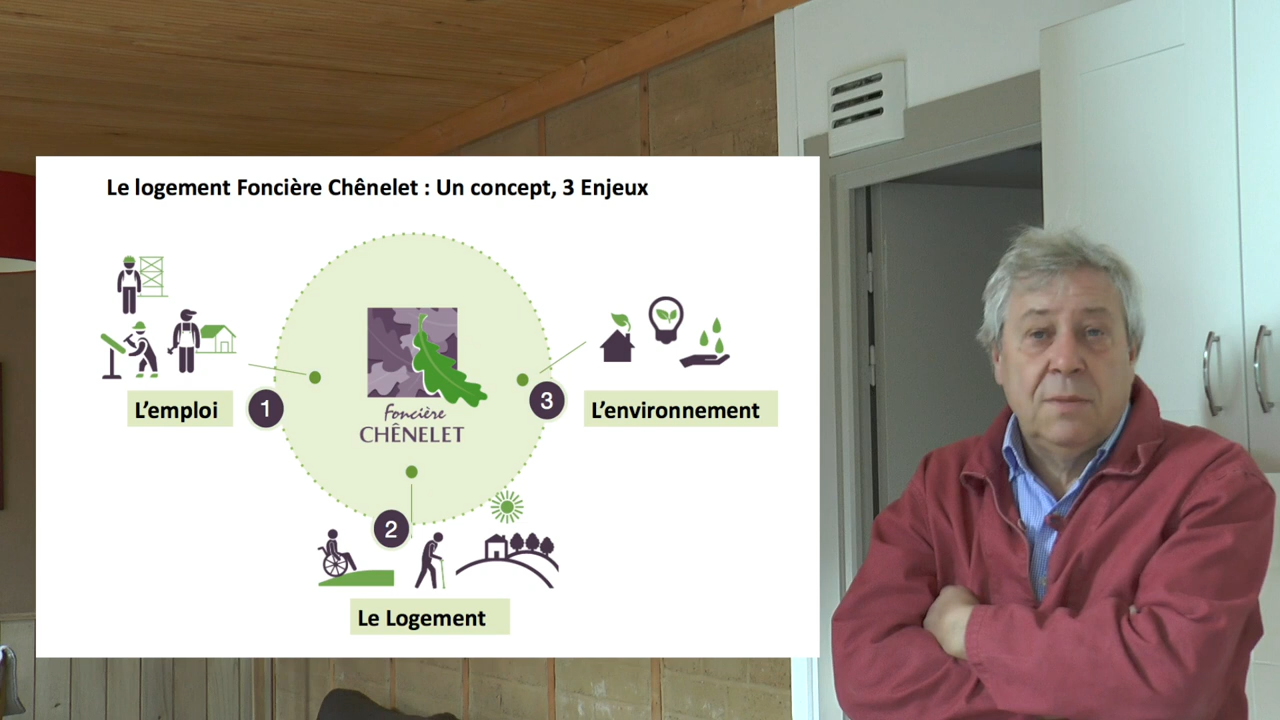 Le logement Foncière Chênelet : Un concept, 3 Enjeux
L'emploi
1
Foncière
CHÊNELET
3
L'environnement
2
Le Logement